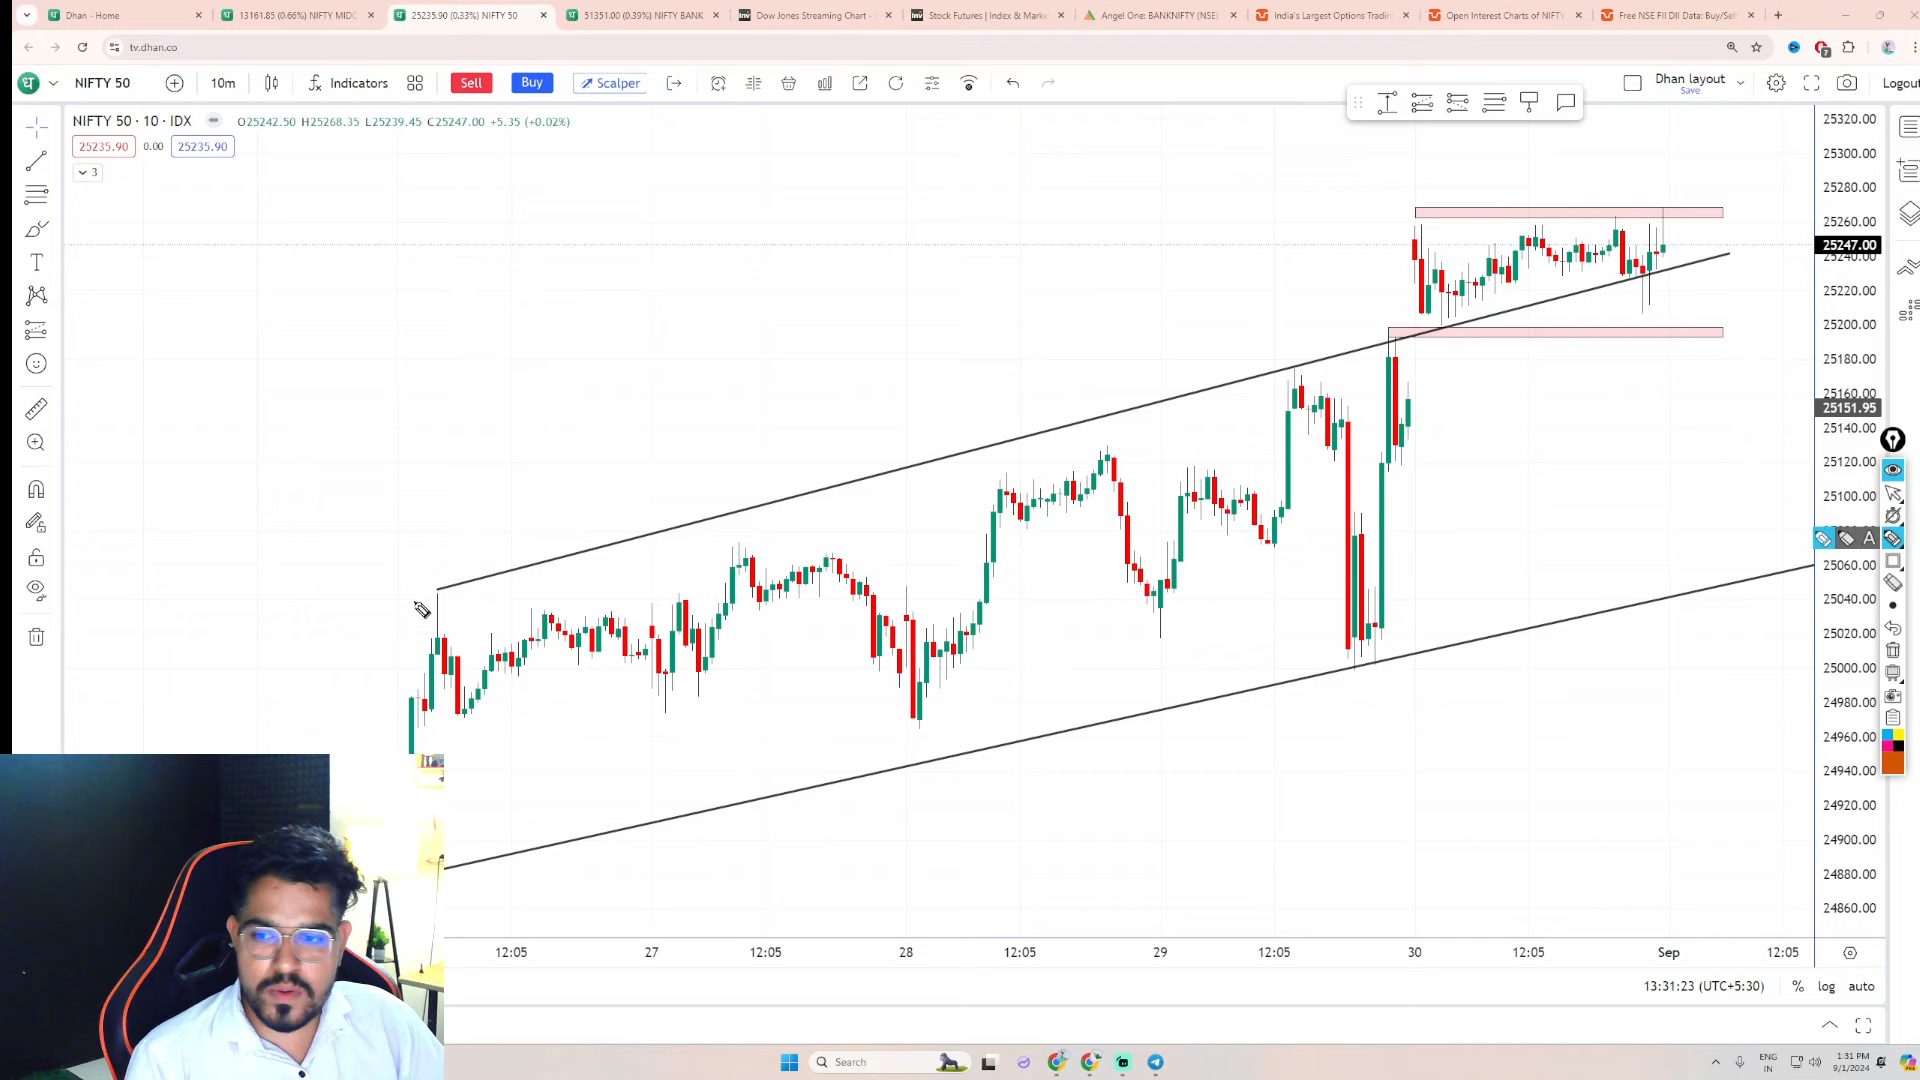 Dhan - Home
13161.85 (0.66%) NIFTY MIDC
25235.90 (0.33%) NIFTY 50
51351.00 (0.39%) NIFTY BANK
Dow Jones Streaming Chart -
Stock Futures | Index & Marke
Angel One: BANKNIFTY (NSE)
India's Largest Options Tradin
Open Interest Charts of NIFTY
Free NSE FII DII Data: Buy/Sel
tv.dhan.co
7
NIFTY 50
10m
Indicators
Sell
Buy
Scalper
Dhan layout
Save
Logout
NIFTY 50 · 10 · IDX
O25242.50 H25268.35 L25239.45 C25247.00 +5.35 (+0.02%)
25235.90
0.00
25235.90
3
25320.00
25300.00
25280.00
25260.00
25247.00
25240.00
25220.00
25200.00
25180.00
25160.00
25151.95
25140.00
25120.00
25100.00
25080.00
A
25060.00
25040.00
25020.00
25000.00
24980.00
24960.00
24940.00
24920.00
24900.00
24880.00
24860.00
12:05
27
12:05
28
12:05
29
12:05
30
12:05
Sep
12:05
13:31:23 (UTC+5:30)
%
log
auto
Search
ENG
IN
1:31 PM
9/1/2024